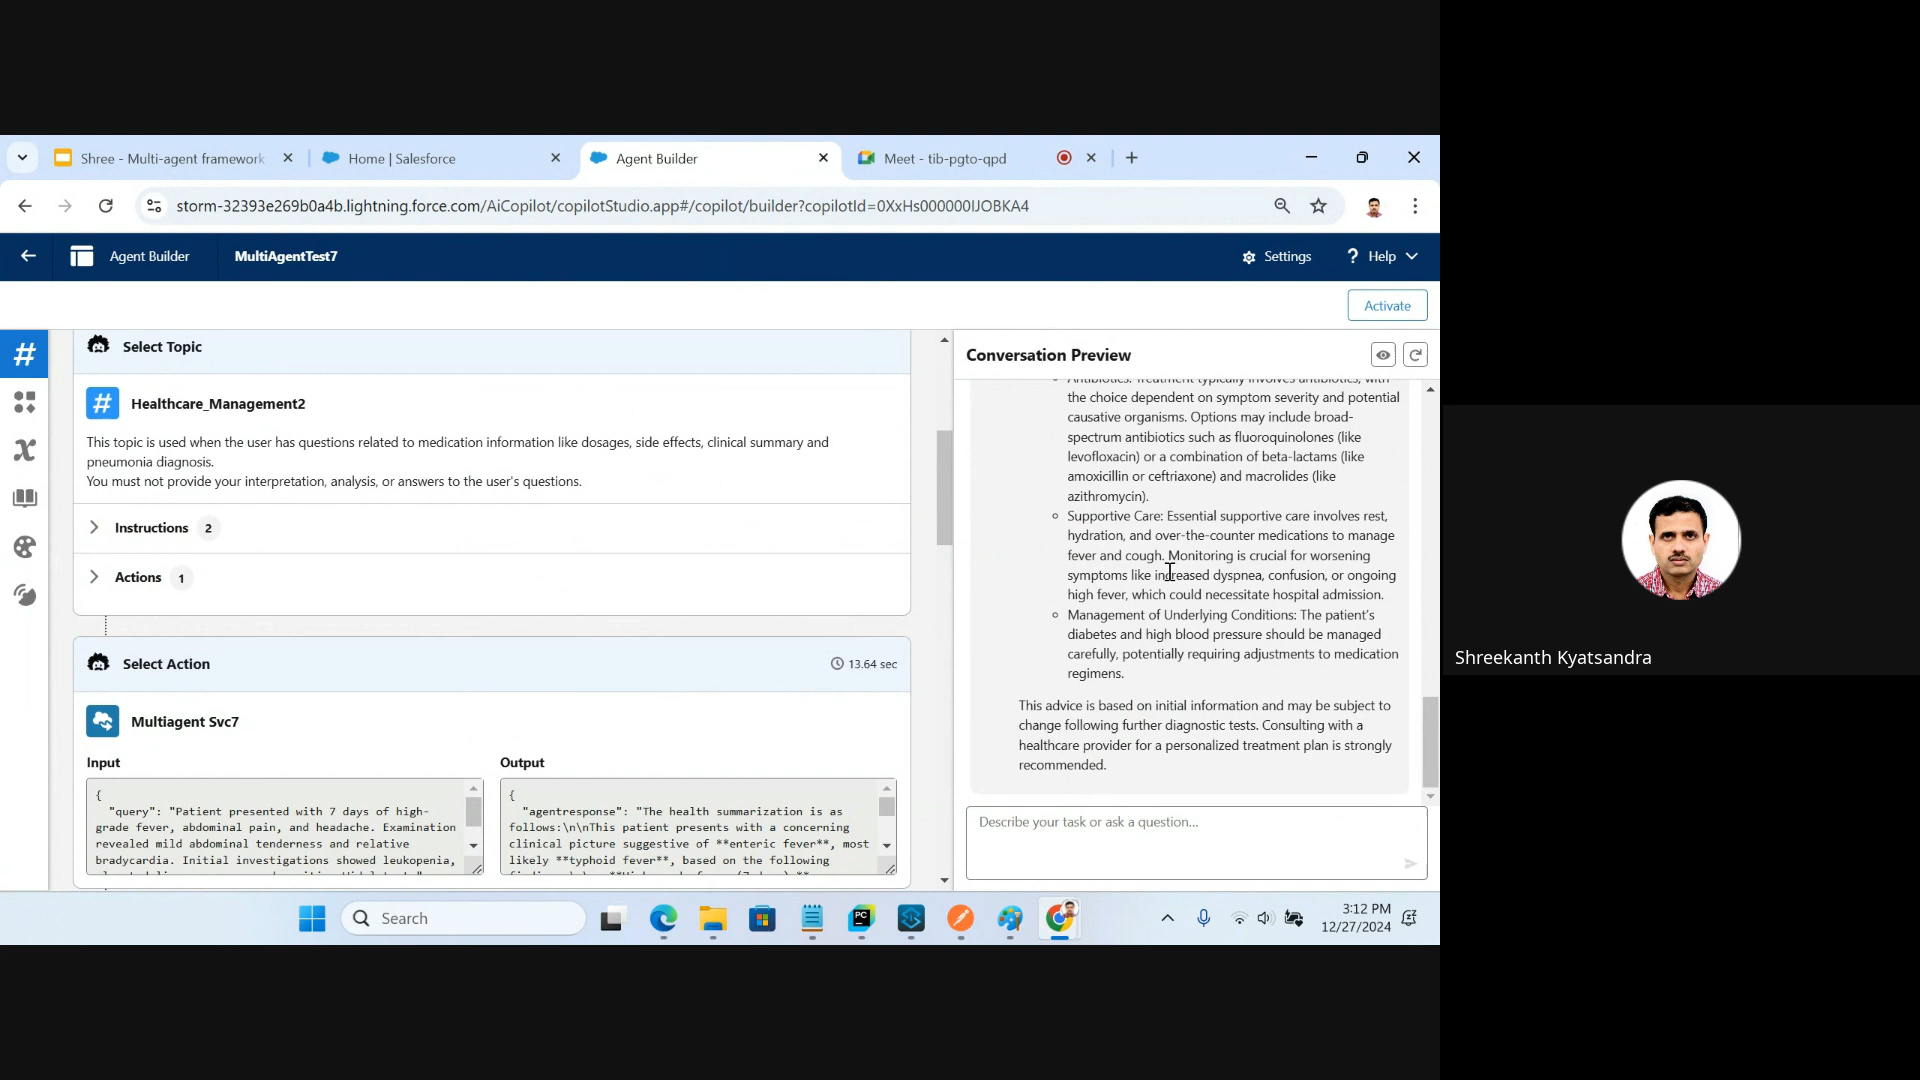 Shree - Multi-agent framework
Home | Salesforce
Agent Builder
Meet - tib-pgto-qpd
storm-32393e269b0a4b.lightning.force.com/AiCopilot/copilotStudio.app#/copilot/builder?copilotId=0XxHs000000IJOBKA4
Agent Builder
MultiAgentTest7
Settings
? Help
Activate
Select Topic
# Healthcare_Management2
This topic is used when the user has questions related to medication information like dosages, side effects, clinical summary and
pneumonia diagnosis.
You must not provide your interpretation, analysis, or answers to the user's questions.
Instructions 2
Actions 1
Select Action
13.64 sec
Multiagent Svc7
Input
{
"query": "Patient presented with 7 days of high-
grade fever, abdominal pain, and headache. Examination
revealed mild abdominal tenderness and relative
bradycardia. Initial investigations showed leukopenia,
Output
{
"agentresponse": "The health summarization is as
follows:\n\nThis patient presents with a concerning
clinical picture suggestive of **enteric fever**, most
likely **typhoid fever**, based on the following
Conversation Preview
Antibiotics: Treatment typically involves antibiotics, with
the choice dependent on symptom severity and potential
causative organisms. Options may include broad-
spectrum antibiotics such as fluoroquinolones (like
levofloxacin) or a combination of beta-lactams (like
amoxicillin or ceftriaxone) and macrolides (like
azithromycin).
Supportive Care: Essential supportive care involves rest,
hydration, and over-the-counter medications to manage
fever and cough. Monitoring is crucial for worsening
symptoms like increased dyspnea, confusion, or ongoing
high fever, which could necessitate hospital admission.
Management of Underlying Conditions: The patient's
diabetes and high blood pressure should be managed
carefully, potentially requiring adjustments to medication
regimens.
This advice is based on initial information and may be subject to
change following further diagnostic tests. Consulting with a
healthcare provider for a personalized treatment plan is strongly
recommended.
Describe your task or ask a question...
Shreekanth Kyatsandra
Search
PC
3:12 PM
12/27/2024